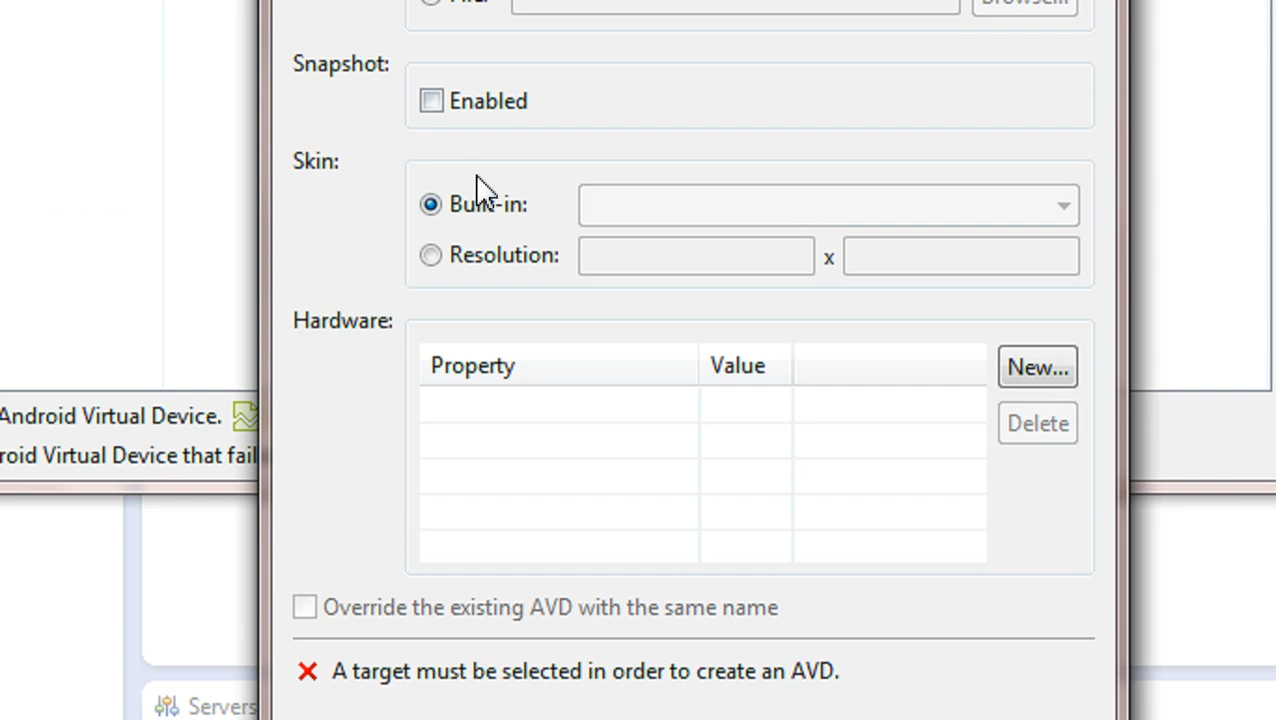 Snapshot:
Enabled
Skin:
Built-in:
Resolution:
x
Hardware:
Property Value
New...
Delete
Android Virtual Device.
roid Virtual Device that fail
Override the existing AVD with the same name
A target must be selected in order to create an AVD.
Servers